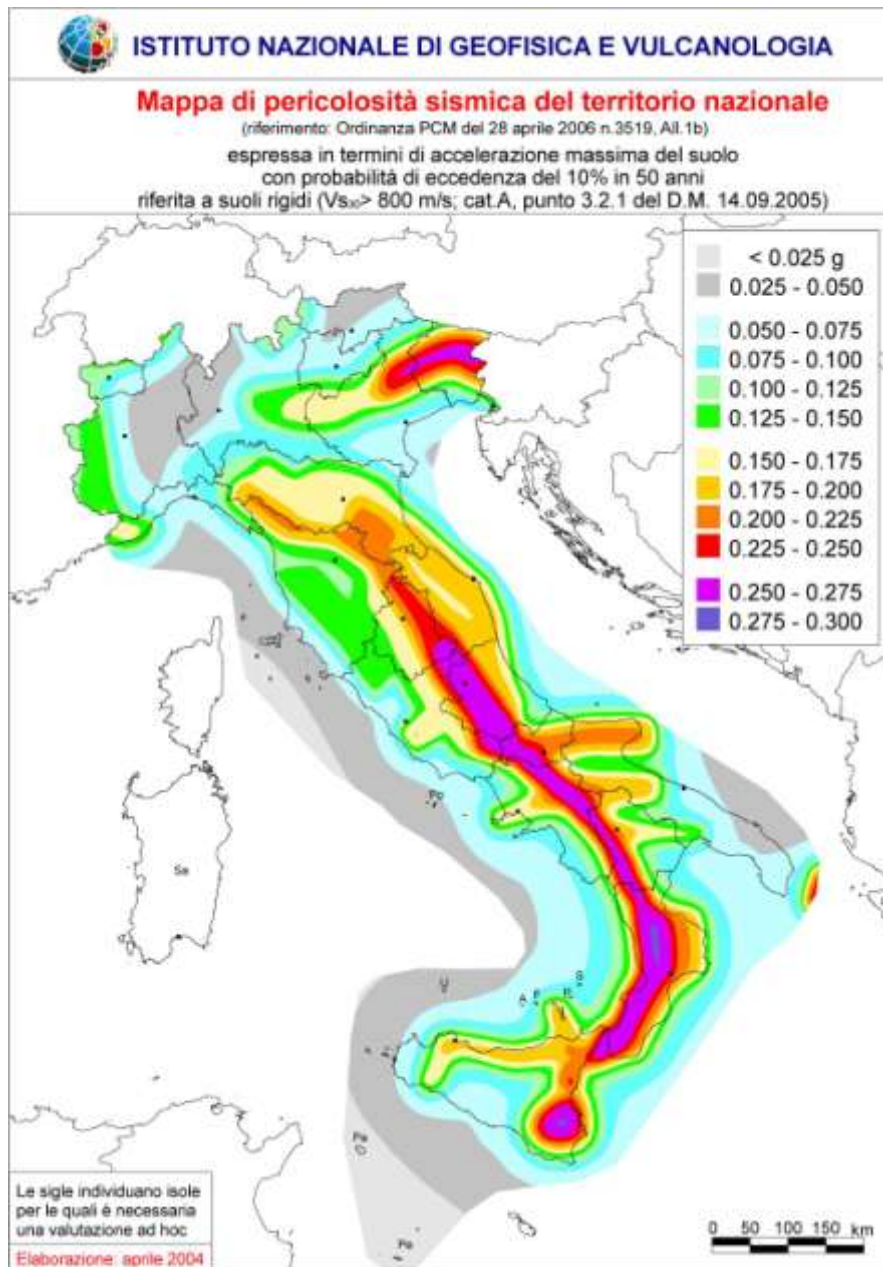 ISTITUTO NAZIONALE DI GEOFISICA E VULCANOLOGIA
Mappa di pericolosità sismica del territorio nazionale
(riferimento: Ordinanza PCM del 28 aprile 2006 n.3519, All.1b)
espressa in termini di accelerazione massima del suolo
con probabilità di eccedenza del 10% in 50 anni
riferita a suoli rigidi (Vs₃₀> 800 m/s; cat.A, punto 3.2.1 del D.M. 14.09.2005)
< 0.025 g
0.025 - 0.050
0.050 - 0.075
0.075 - 0.100
0.100 - 0.125
0.125 - 0.150
0.150 - 0.175
0.175 - 0.200
0.200 - 0.225
0.225 - 0.250
0.250 - 0.275
0.275 - 0.300
Sa
U
A
Le sigle individuano isole
per le quali è necessaria
una valutazione ad hoc
Elaborazione: aprile 2004
0 50 100 150 km